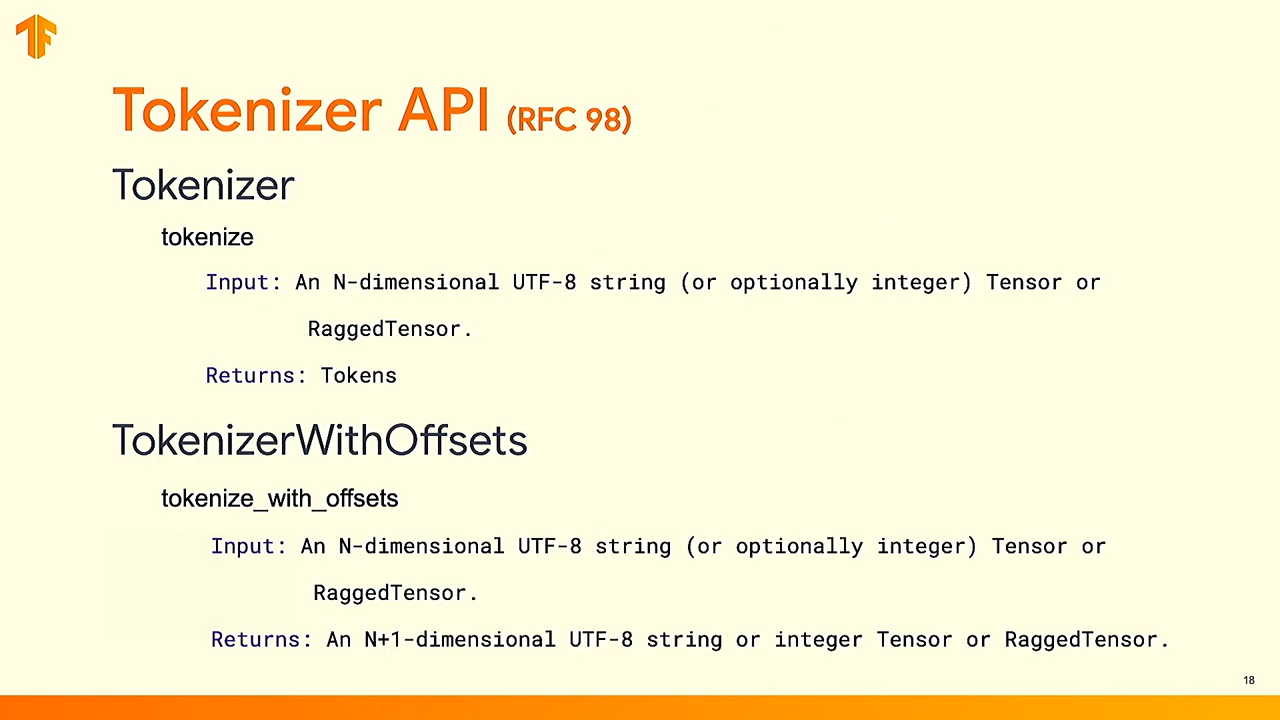 Tokenizer API (RFC 98)
Tokenizer
tokenize
Input: An N-dimensional UTF-8 string (or optionally integer) Tensor or
RaggedTensor.
Returns: Tokens
TokenizerWithOffsets
tokenize_with_offsets
Input: An N-dimensional UTF-8 string (or optionally integer) Tensor or
RaggedTensor.
Returns: An N+1-dimensional UTF-8 string or integer Tensor or RaggedTensor.
18